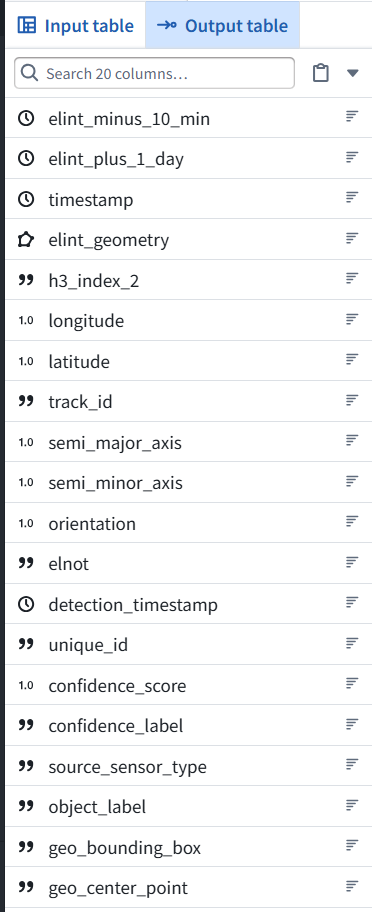 Input table Output table
Search 20 columns...
elint_minus_10_min
elint_plus_1_day
timestamp
elint_geometry
h3_index_2
1.0 longitude
1.0 latitude
track_id
1.0 semi_major_axis
1.0 semi_minor_axis
1.0 orientation
elnot
detection_timestamp
unique_id
1.0 confidence_score
confidence_label
source_sensor_type
object_label
geo_bounding_box
geo_center_point